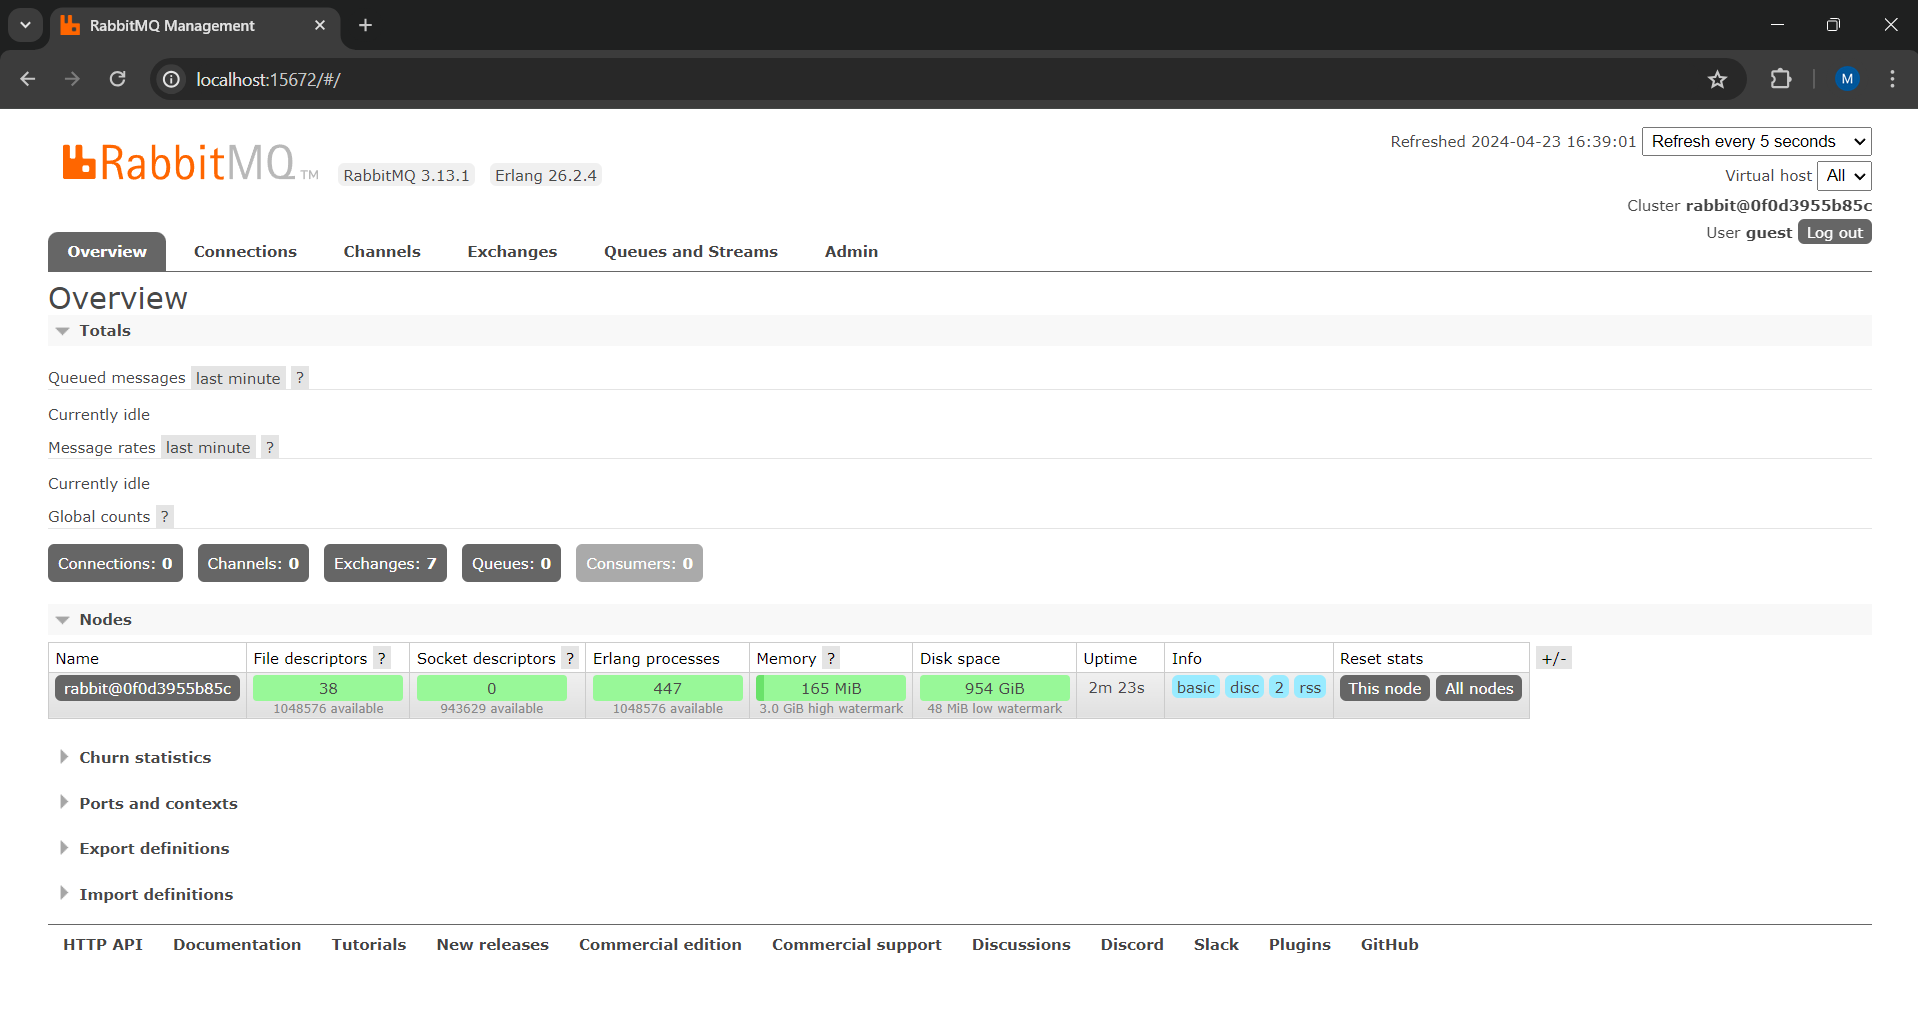 RabbitMQ Management
localhost:15672/#/
M
RabbitMQ TM
RabbitMQ 3.13.1 Erlang 26.2.4
Refreshed 2024-04-23 16:39:01 Refresh every 5 seconds
Virtual host All
Cluster rabbit@0f0d3955b85c
User guest Log out
Overview Connections Channels Exchanges Queues and Streams Admin
Overview
Totals
Queued messages last minute ?
Currently idle
Message rates last minute ?
Currently idle
Global counts ?
Connections: 0 Channels: 0 Exchanges: 7 Queues: 0 Consumers: 0
Nodes
Name File descriptors ? Socket descriptors ? Erlang processes Memory ? Disk space Uptime Info Reset stats +/-
rabbit@0f0d3955b85c 38 0 447 165 MiB 954 GiB 2m 23s basic disc 2 rss This node All nodes
1048576 available 943629 available 1048576 available 3.0 GiB high watermark 48 MiB low watermark
Churn statistics
Ports and contexts
Export definitions
Import definitions
HTTP API Documentation Tutorials New releases Commercial edition Commercial support Discussions Discord Slack Plugins GitHub